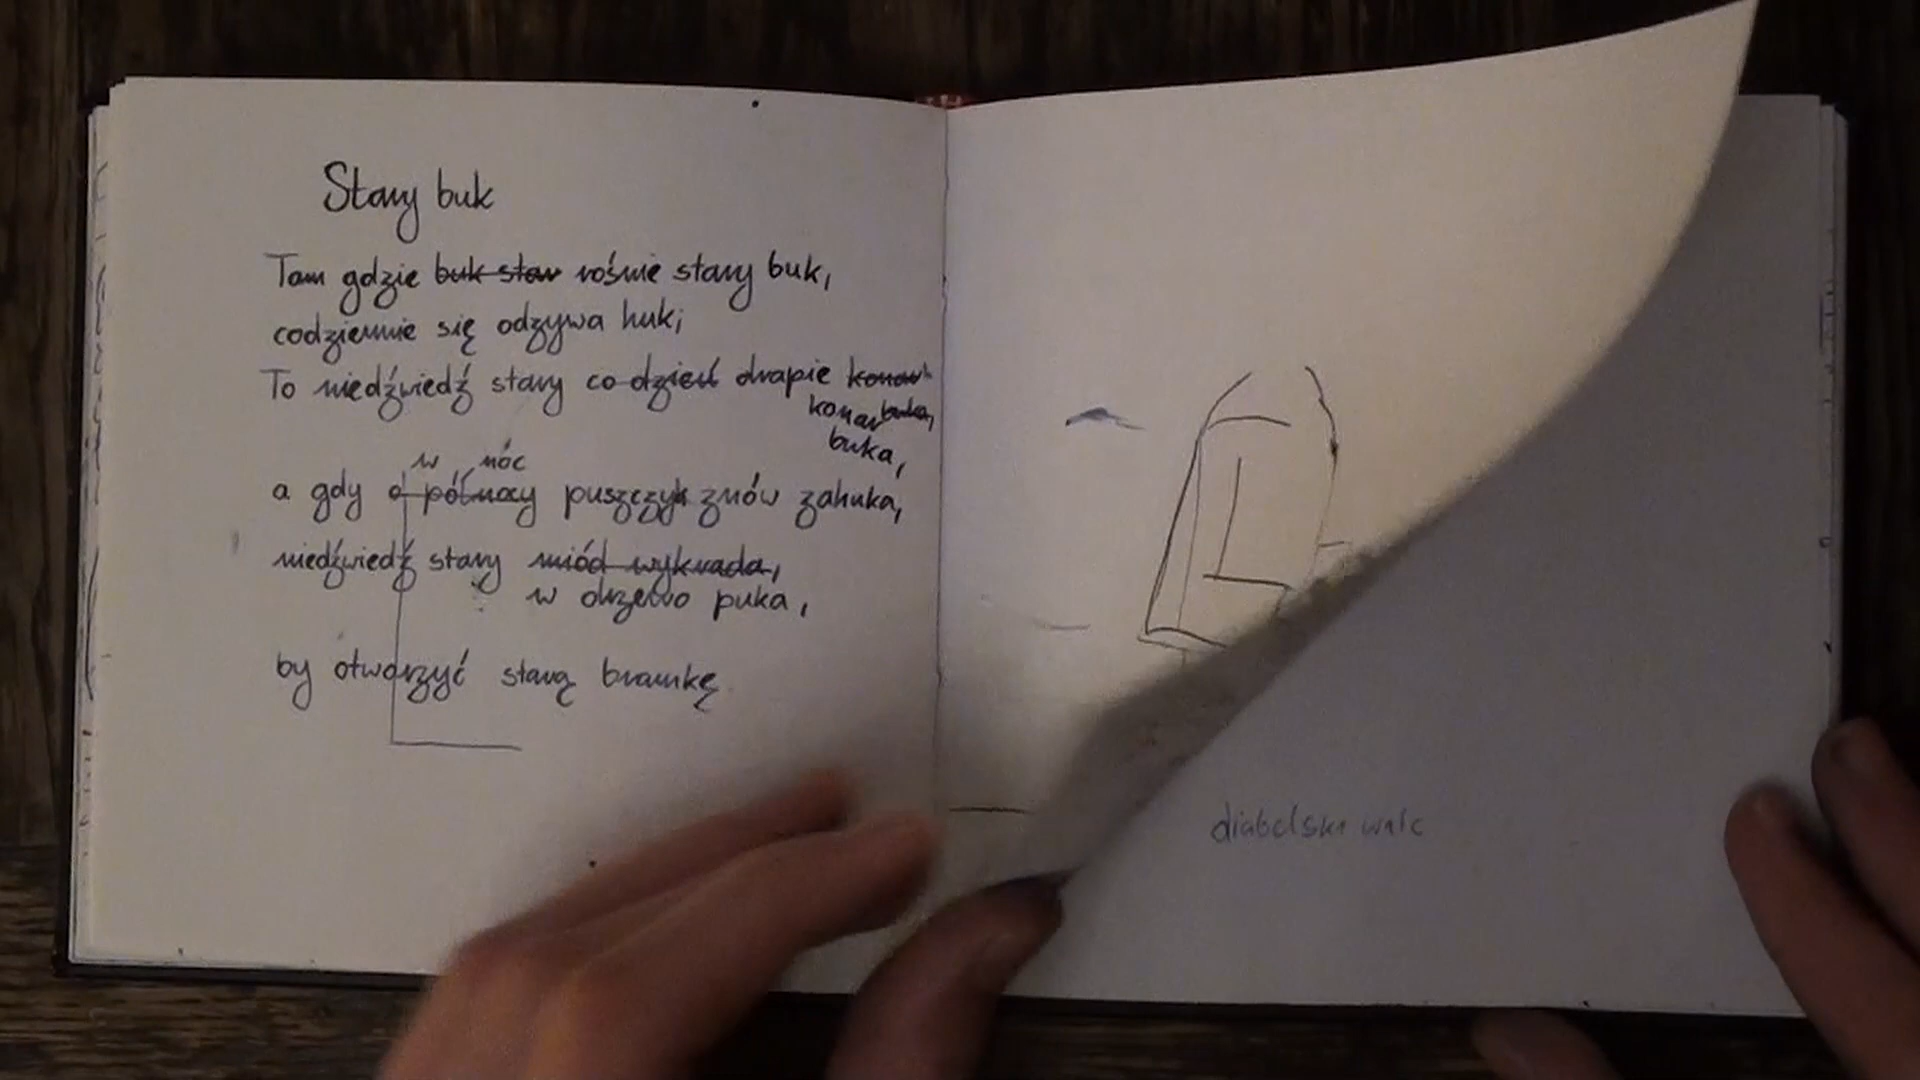 Stary buk
Tam gdzie buk star rośnie stary buk,
codziennie się odzywa huk;
To niedźwiedź stary co dzień drapie konar
konar buka,
buka,
w nóc
a gdy o północy puszczyk znów zahuka,
niedźwiedź stary miód wykrada,
w drzewo puka,
by otworzyć starą bramkę
diabelski walc